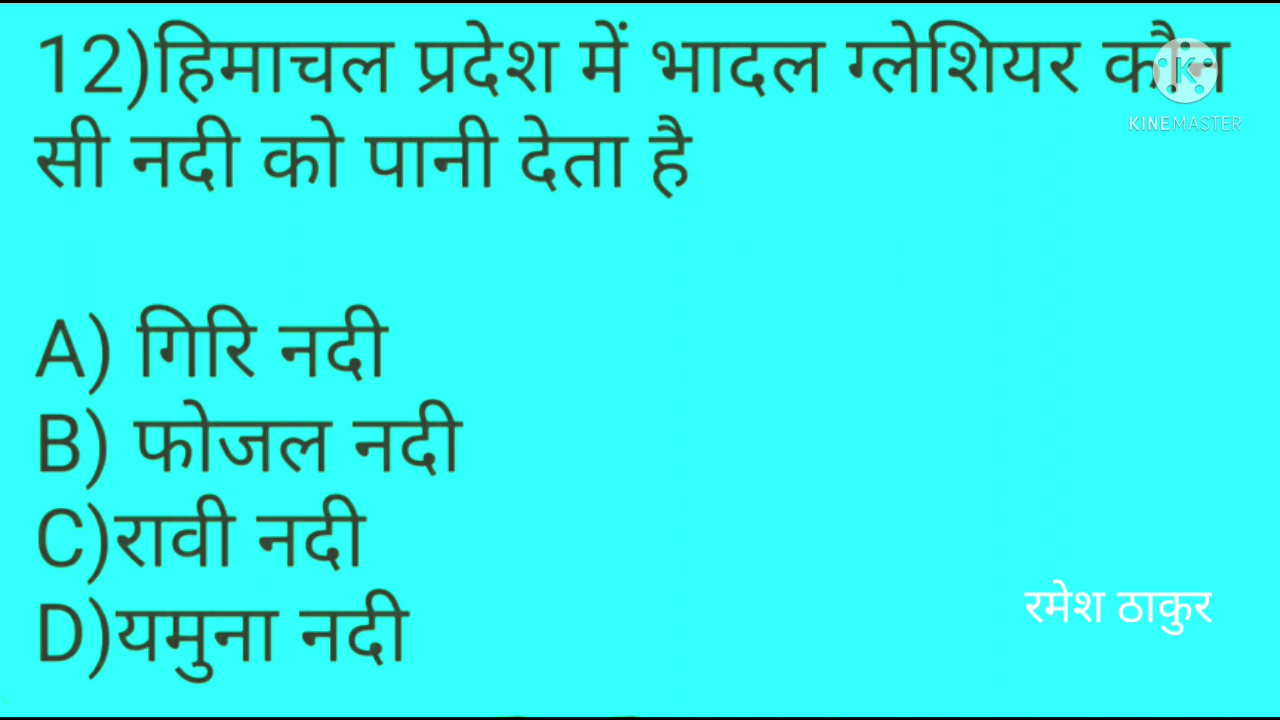 12)हिमाचल प्रदेश में भादल ग्लेशियर कौन
सी नदी को पानी देता है
KINEMASTER
A) गिरि नदी
B) फोजल नदी
C)रावी नदी
D)यमुना नदी
रमेश ठाकुर